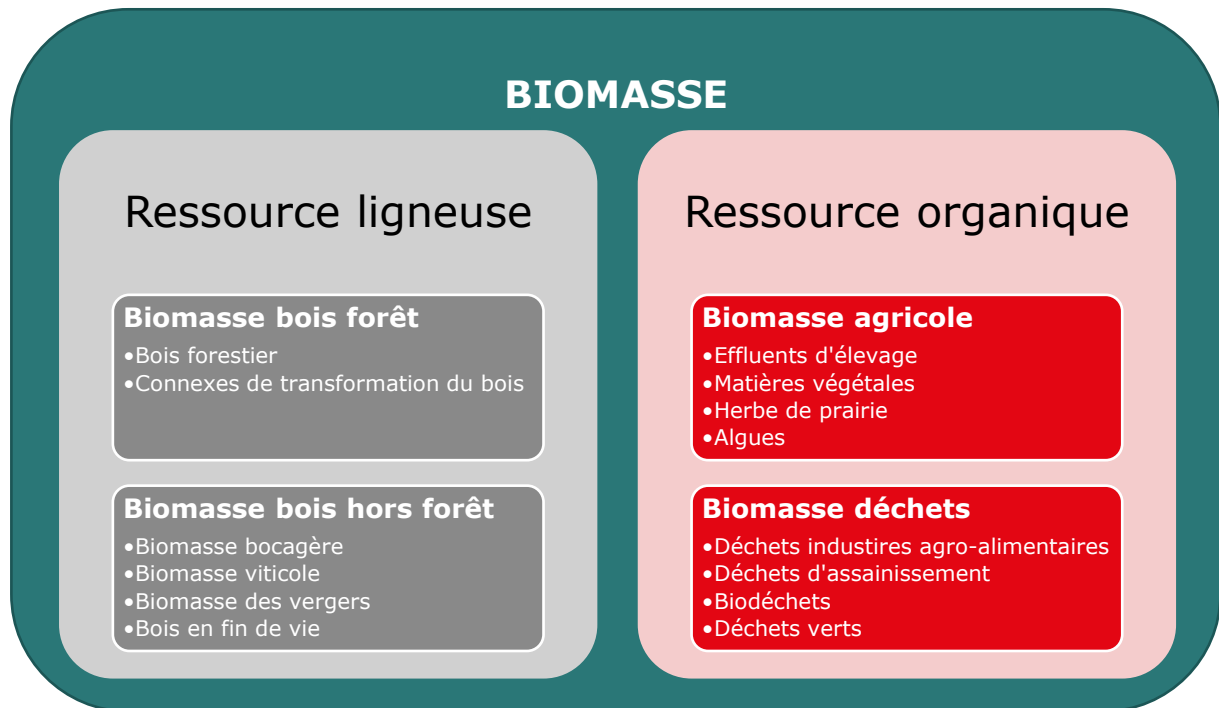 BIOMASSE
Ressource ligneuse
Biomasse bois forêt
•Bois forestier
•Connexes de transformation du bois
Biomasse bois hors forêt
•Biomasse bocagère
•Biomasse viticole
•Biomasse des vergers
•Bois en fin de vie
Ressource organique
Biomasse agricole
•Effluents d'élevage
•Matières végétales
•Herbe de prairie
•Algues
Biomasse déchets
•Déchets industires agro-alimentaires
•Déchets d'assainissement
•Biodéchets
•Déchets verts